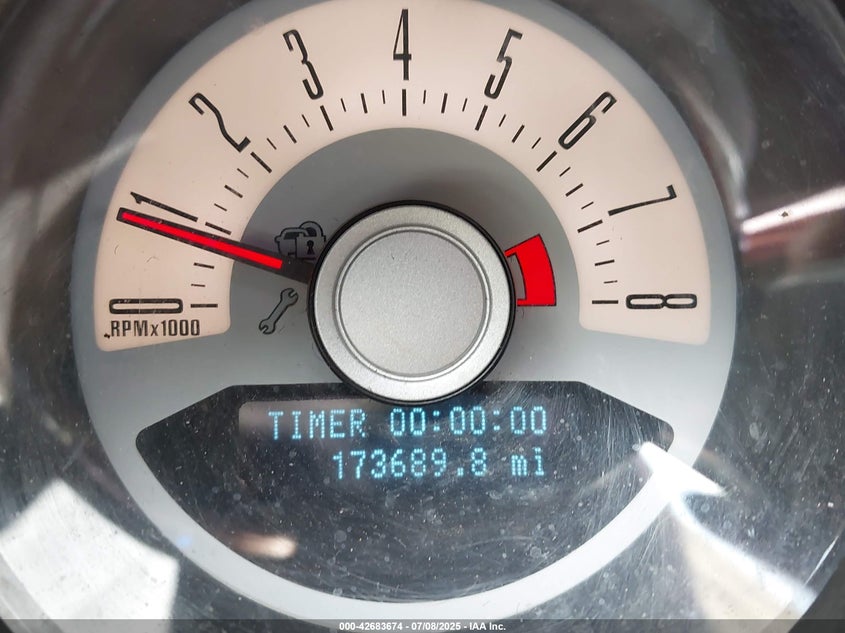 0 1 2 3 4 5 6 7 8
RPMx1000
TIMER 00:00:00
173689.8 mi
000-42683674 - 07/08/2025 - IAA Inc.